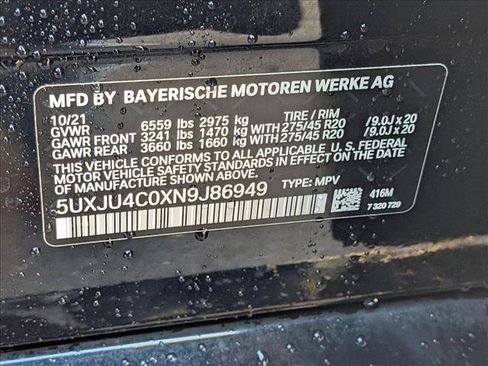 MFD BY BAYERISCHE MOTOREN WERKE AG
10/21 TIRE / RIM
GVWR 6559 lbs 2975 kg
GAWR FRONT 3241 lbs 1470 kg WITH 275/45 R20 / 9.0J x 20
GAWR REAR 3660 lbs 1660 kg WITH 275/45 R20 / 9.0J x 20
THIS VEHICLE CONFORMS TO ALL APPLICABLE U. S. FEDERAL
MOTOR VEHICLE SAFETY STANDARDS IN EFFECT ON THE
DATE OF MANUFACTURE SHOWN ABOVE.
5UXJU4C0XN9J86949 TYPE: MPV
416M
7 320 729